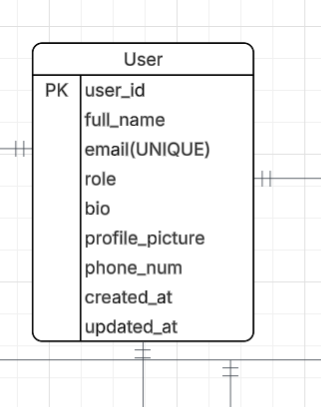 User
PK user_id
full_name
email(UNIQUE)
role
bio
profile_picture
phone_num
created_at
updated_at